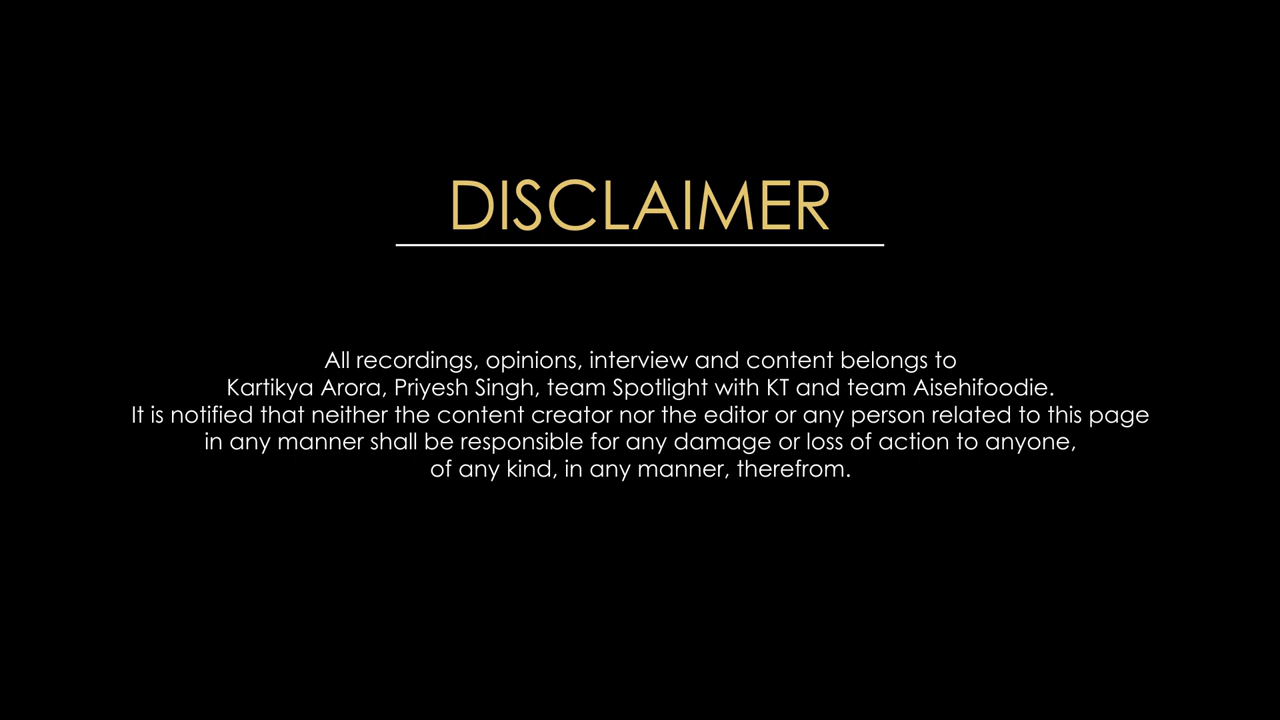 DISCLAIMER
All recordings, opinions, interview and content belongs to
Kartikya Arora, Priyesh Singh, team Spotlight with KT and team Aisehifoodie.
It is notified that neither the content creator nor the editor or any person related to this page
in any manner shall be responsible for any damage or loss of action to anyone,
of any kind, in any manner, therefrom.